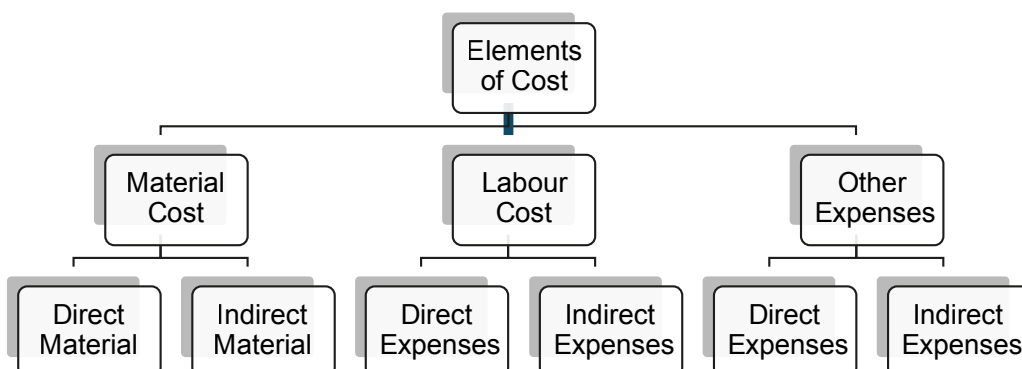 Elements
of Cost
Material
Cost
Labour
Cost
Other
Expenses
Direct
Material
Indirect
Material
Direct
Expenses
Indirect
Expenses
Direct
Expenses
Indirect
Expenses